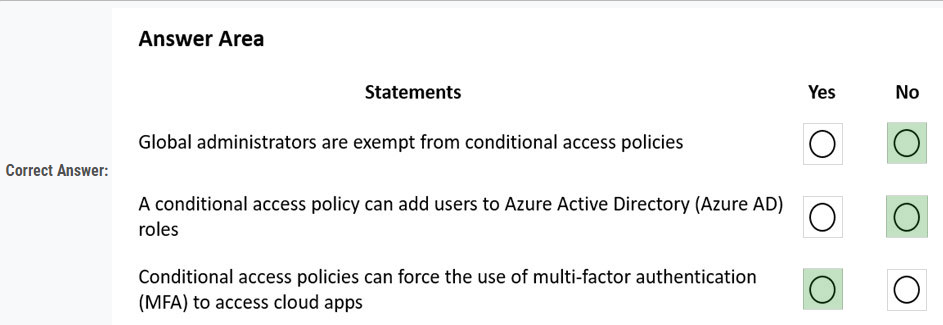 Answer Area
Statements Yes No
Global administrators are exempt from conditional access policies
Correct Answer:
A conditional access policy can add users to Azure Active Directory (Azure AD)
roles
Conditional access policies can force the use of multi-factor authentication
(MFA) to access cloud apps